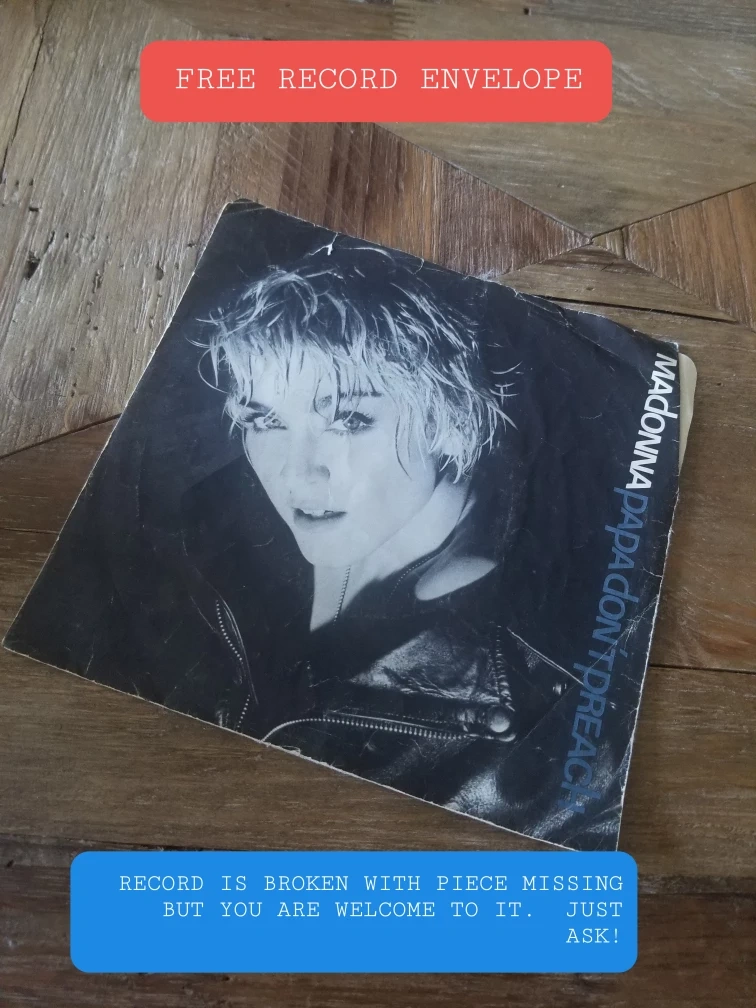 FREE RECORD ENVELOPE
MADONNA PAPA DON'T PREACH
RECORD IS BROKEN WITH PIECE MISSING
BUT YOU ARE WELCOME TO IT. JUST
ASK!